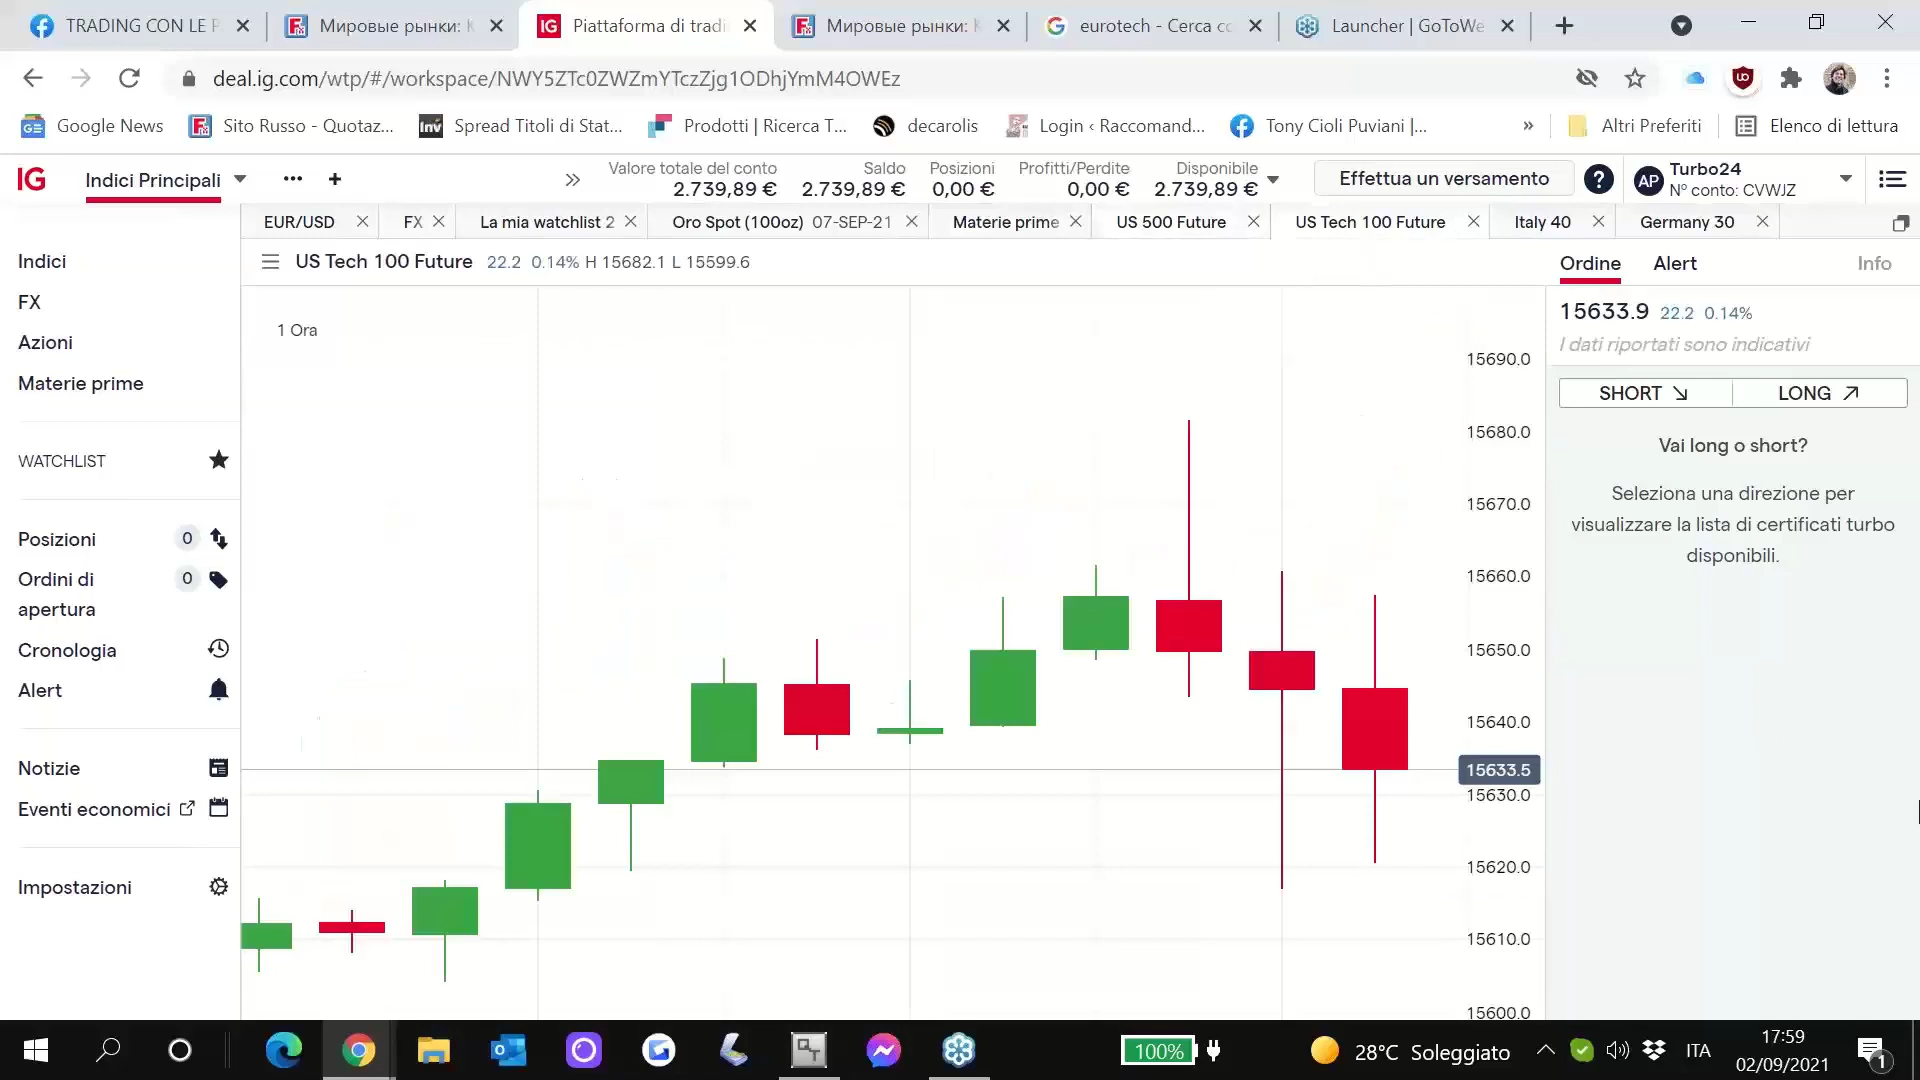 TRADING CON LE P
Мировые рынки: К
IG Piattaforma di tradi
Мировые рынки: К
eurotech - Cerca co
Launcher | GoToWe
deal.ig.com/wtp/#/workspace/NWY5ZTc0ZWZmYTczZjg1ODhjYmM4OWEz
Google News
Sito Russo - Quotaz...
Inv Spread Titoli di Stat...
Prodotti | Ricerca T...
decarolis
Login ‹ Raccomand...
Tony Cioli Puviani |...
»
Altri Preferiti
Elenco di lettura
IG
Indici Principali
Valore totale del conto
2.739,89 €
Saldo
2.739,89 €
Posizioni
0,00 €
Profitti/Perdite
0,00 €
Disponibile
2.739,89 €
Effettua un versamento
?
AP
Turbo24
Nº conto: CVWJZ
EUR/USD
FX
La mia watchlist 2
Oro Spot (100oz) 07-SEP-21
Materie prime
US 500 Future
US Tech 100 Future
Italy 40
Germany 30
Indici
FX
Azioni
Materie prime
WATCHLIST
Posizioni 0
Ordini di 0
apertura
Cronologia
Alert
Notizie
Eventi economici
Impostazioni
US Tech 100 Future 22.2 0.14% H 15682.1 L 15599.6
1 Ora
15690.0
15680.0
15670.0
15660.0
15650.0
15640.0
15633.5
15630.0
15620.0
15610.0
15600.0
Ordine
Alert
Info
15633.9 22.2 0.14%
I dati riportati sono indicativi
SHORT
LONG
Vai long o short?
Seleziona una direzione per
visualizzare la lista di certificati turbo
disponibili.
100%
28°C Soleggiato
ITA
17:59
02/09/2021
1